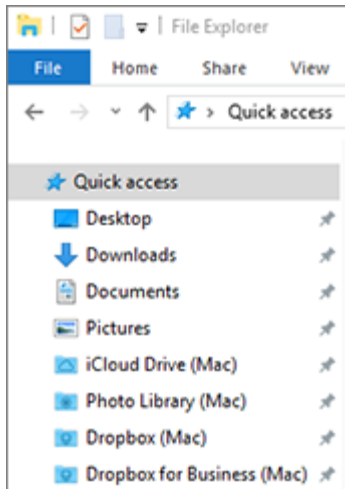 File Explorer
File Home Share View
Quick access
Quick access
Desktop
Downloads
Documents
Pictures
iCloud Drive (Mac)
Photo Library (Mac)
Dropbox (Mac)
Dropbox for Business (Mac)